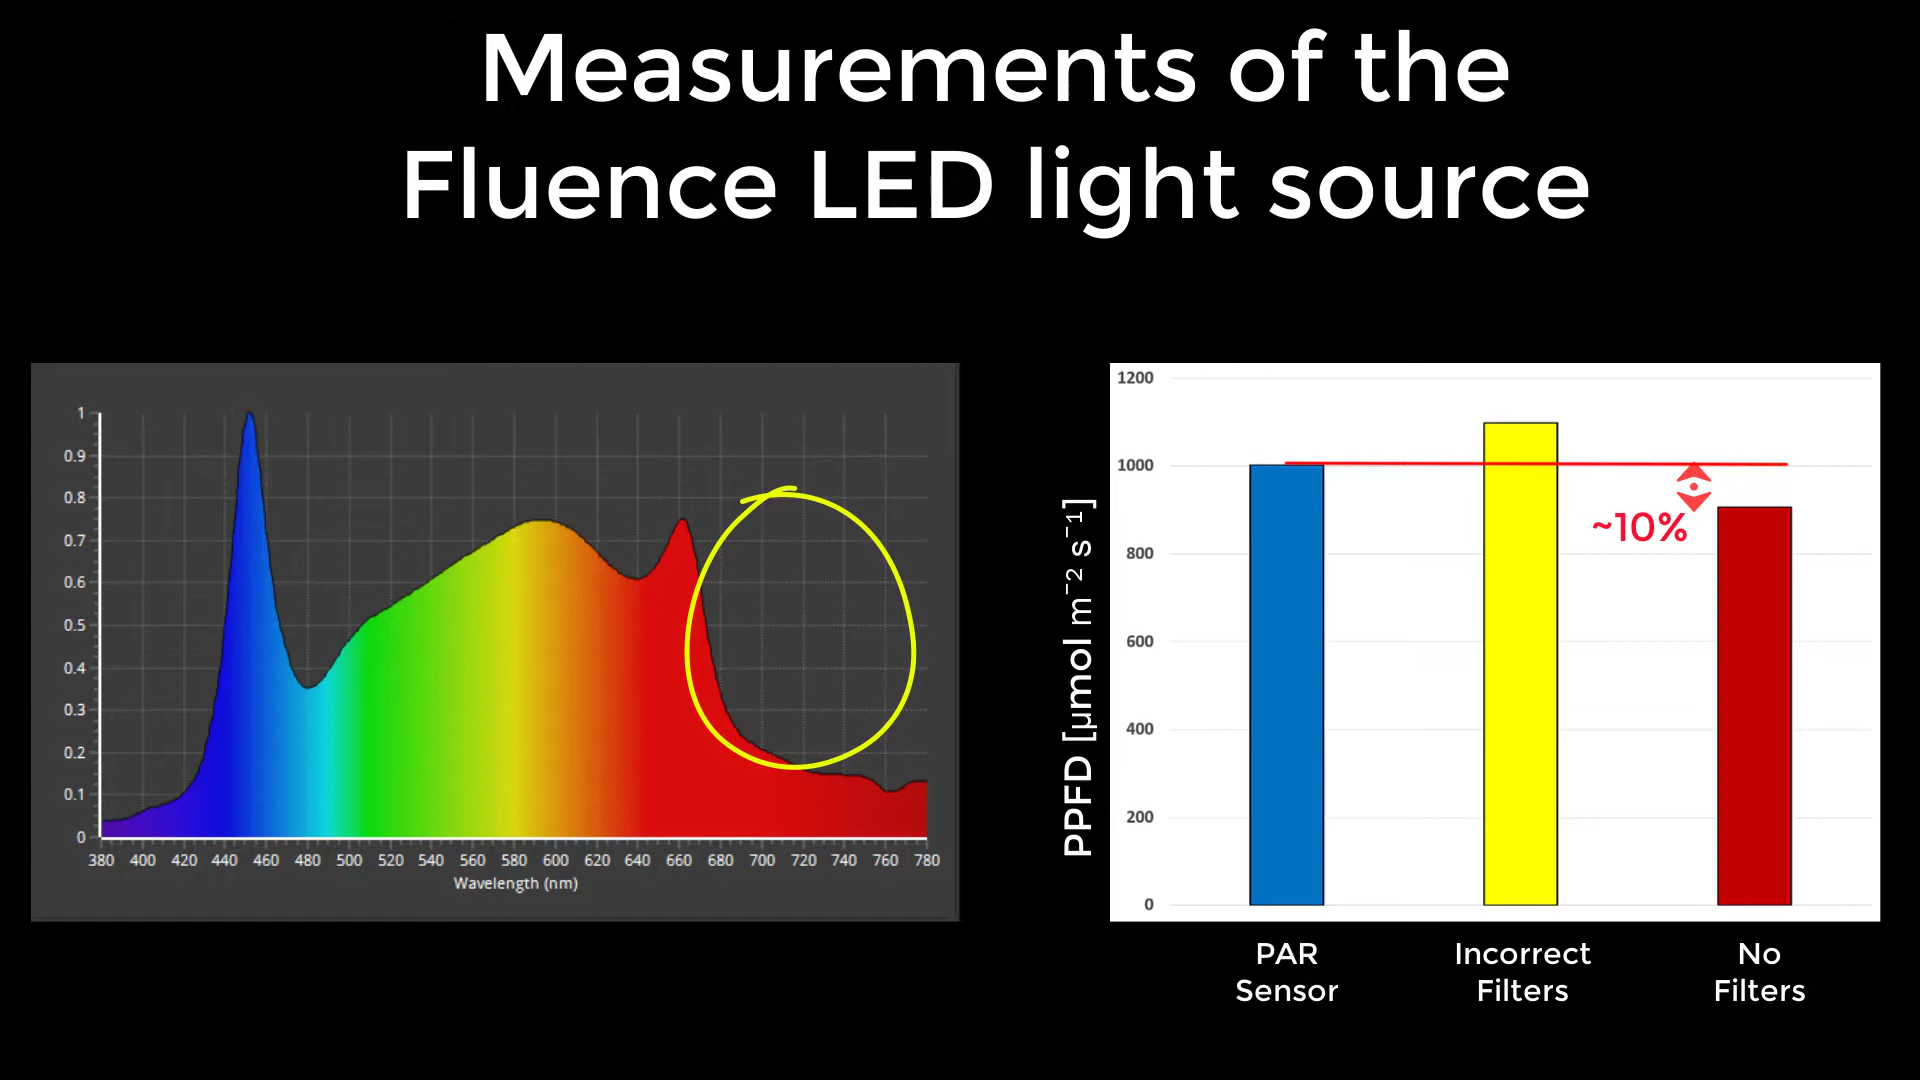 Measurements of the
Fluence LED light source
1
0.9
0.8
0.7
0.6
0.5
0.4
0.3
0.2
0.1
0
380 400 420 440 460 480 500 520 540 560 580 600 620 640 660 680 700 720 740 760 780
Wavelength (nm)
PPFD [µmol m⁻² s⁻¹]
1200
1000
800
600
400
200
0
~10%
PAR
Sensor
Incorrect
Filters
No
Filters